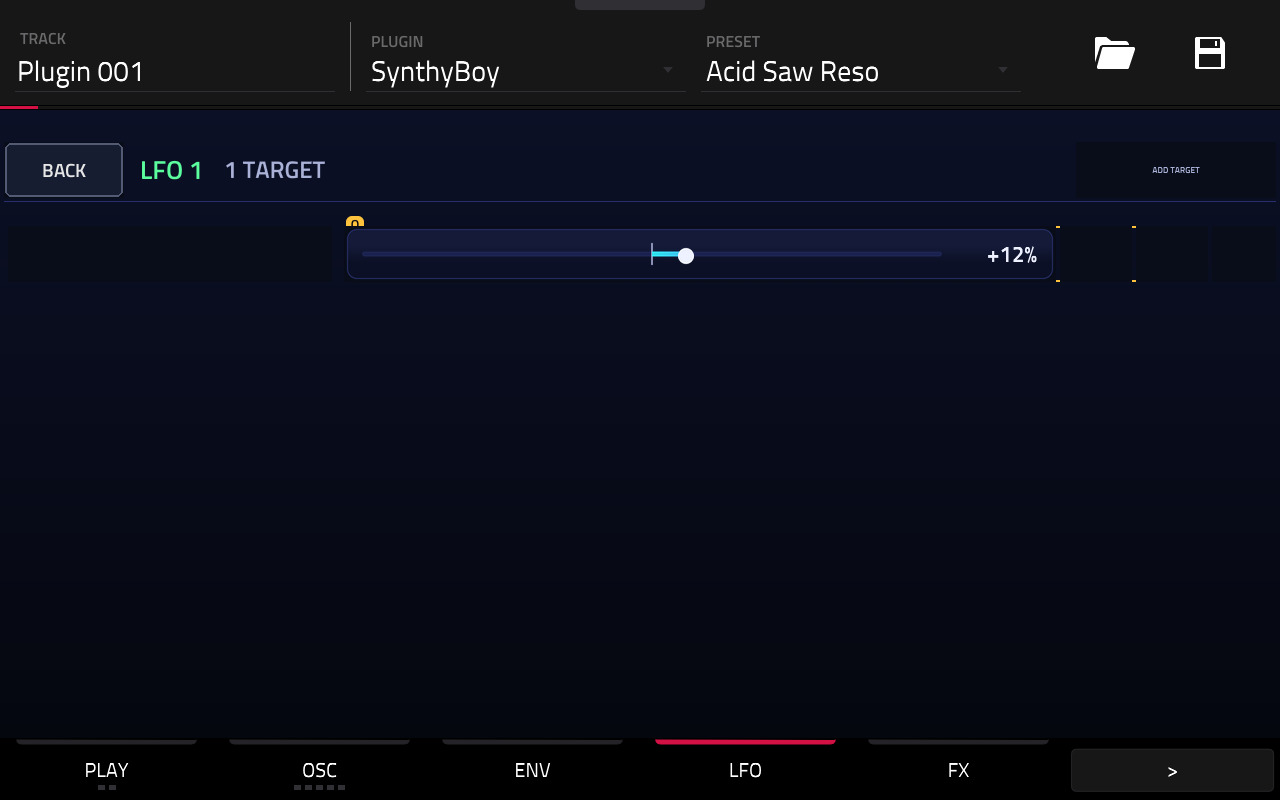 TRACK
Plugin 001
PLUGIN
SynthyBoy
PRESET
Acid Saw Reso
BACK
LFO 1
1 TARGET
ADD TARGET
+12%
PLAY
OSC
ENV
LFO
FX
>